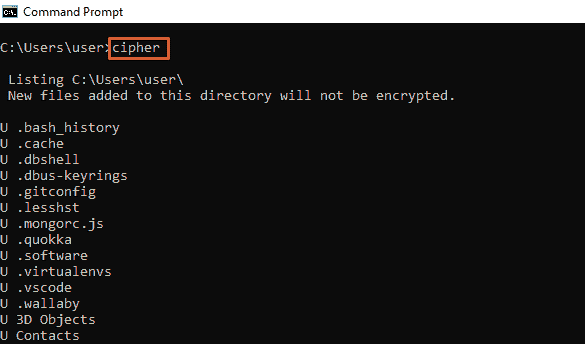 Command Prompt
C:\Users\user>cipher
Listing C:\Users\user\
New files added to this directory will not be encrypted.
U .bash_history
U .cache
U .dbshell
U .dbus-keyrings
U .gitconfig
U .lesshst
U .mongorc.js
U .quokka
U .software
U .virtualenvs
U .vscode
U .wallaby
U 3D Objects
U Contacts